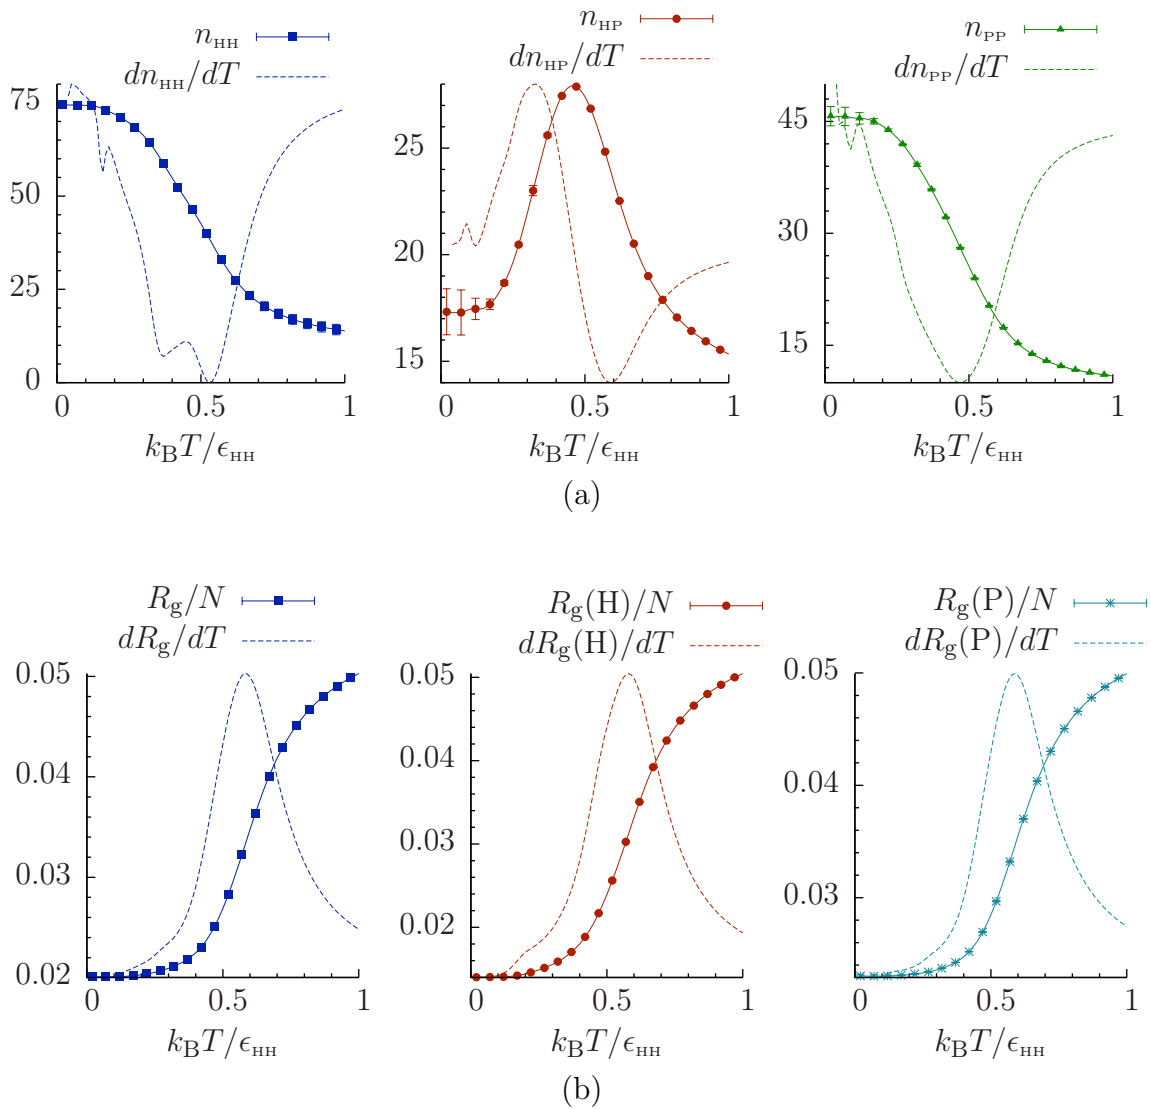 n_HH
dn_HH/dT
75
50
25
0
0 0.5 1
k_BT/ϵ_HH
n_HP
dn_HP/dT
25
20
15
0 0.5 1
k_BT/ϵ_HH
n_PP
dn_PP/dT
45
30
15
0 0.5 1
k_BT/ϵ_HH
(a)
R_g/N
dR_g/dT
0.05
0.04
0.03
0.02
0 0.5 1
k_BT/ϵ_HH
R_g(H)/N
dR_g(H)/dT
0.05
0.04
0.03
0.02
0 0.5 1
k_BT/ϵ_HH
R_g(P)/N
dR_g(P)/dT
0.05
0.04
0.03
0 0.5 1
k_BT/ϵ_HH
(b)